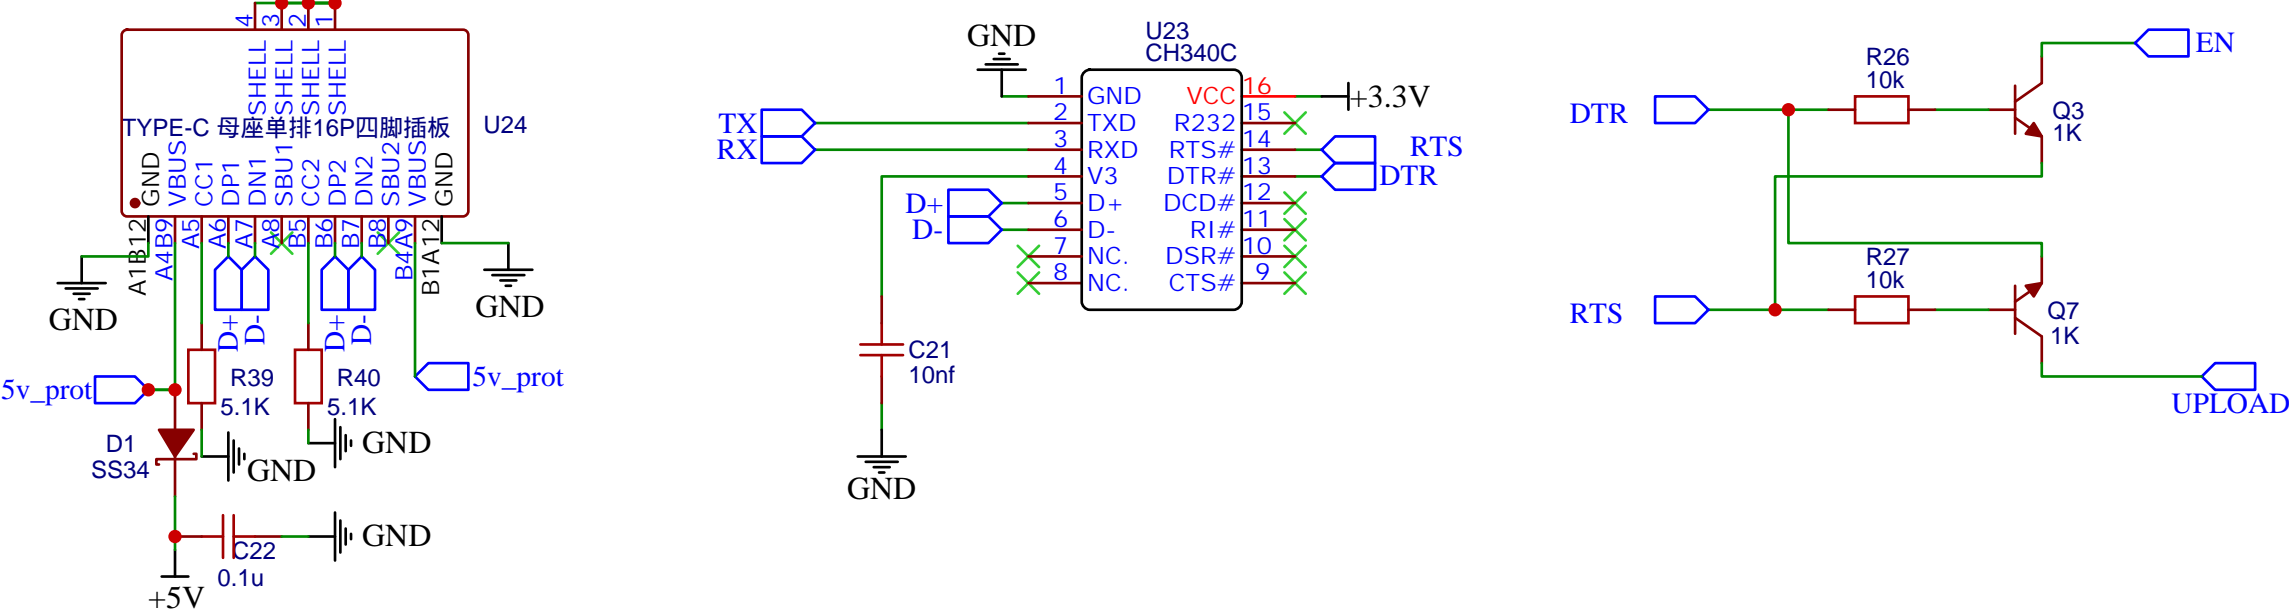 4
3
2
1
SHELL
SHELL
SHELL
SHELL
TYPE-C 母座单排16P四脚插板
U24
GND
VBUS
CC1
DP1
DN1
SBU1
CC2
DP2
DN2
SBU2
VBUS
GND
A1B12
A4B9
A5
A6
A7
A8
B5
B6
B7
B8
B4A9
B1A12
GND
GND
D+
D-
D+
D-
5v_prot
5v_prot
R39
5.1K
R40
5.1K
D1
SS34
GND
GND
C22
0.1u
GND
+5V
U23
CH340C
GND
1
GND
2
TXD
3
RXD
4
V3
5
D+
6
D-
7
NC.
8
NC.
16
VCC
15
R232
14
RTS#
13
DTR#
12
DCD#
11
RI#
10
DSR#
9
CTS#
+3.3V
TX
RX
RTS
DTR
D+
D-
C21
10nf
GND
DTR
R26
10k
Q3
1K
EN
RTS
R27
10k
Q7
1K
UPLOAD